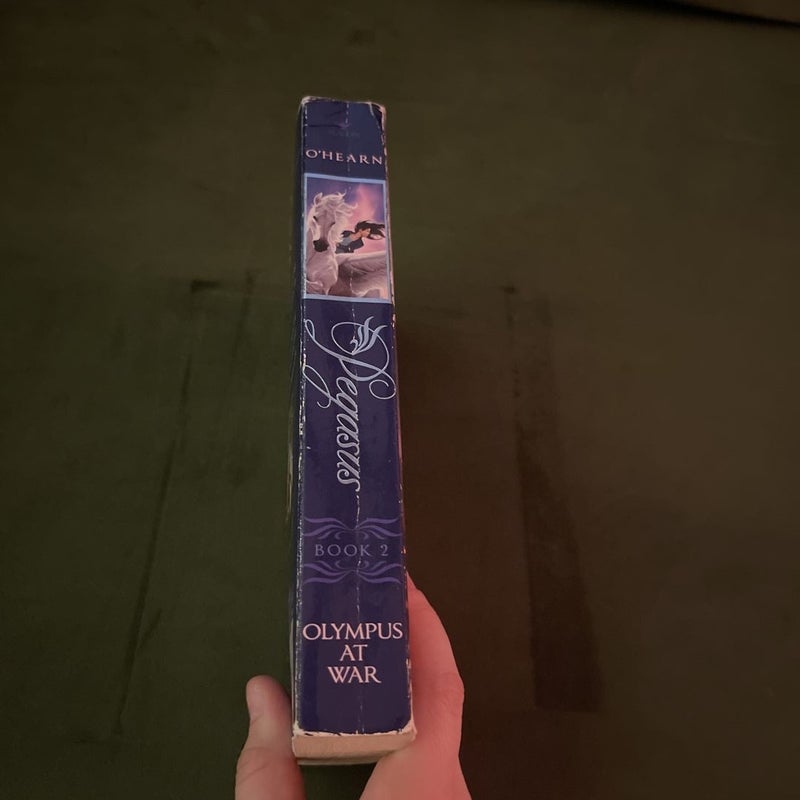 O'HEARN
Pegasus
BOOK 2
OLYMPUS
AT
WAR